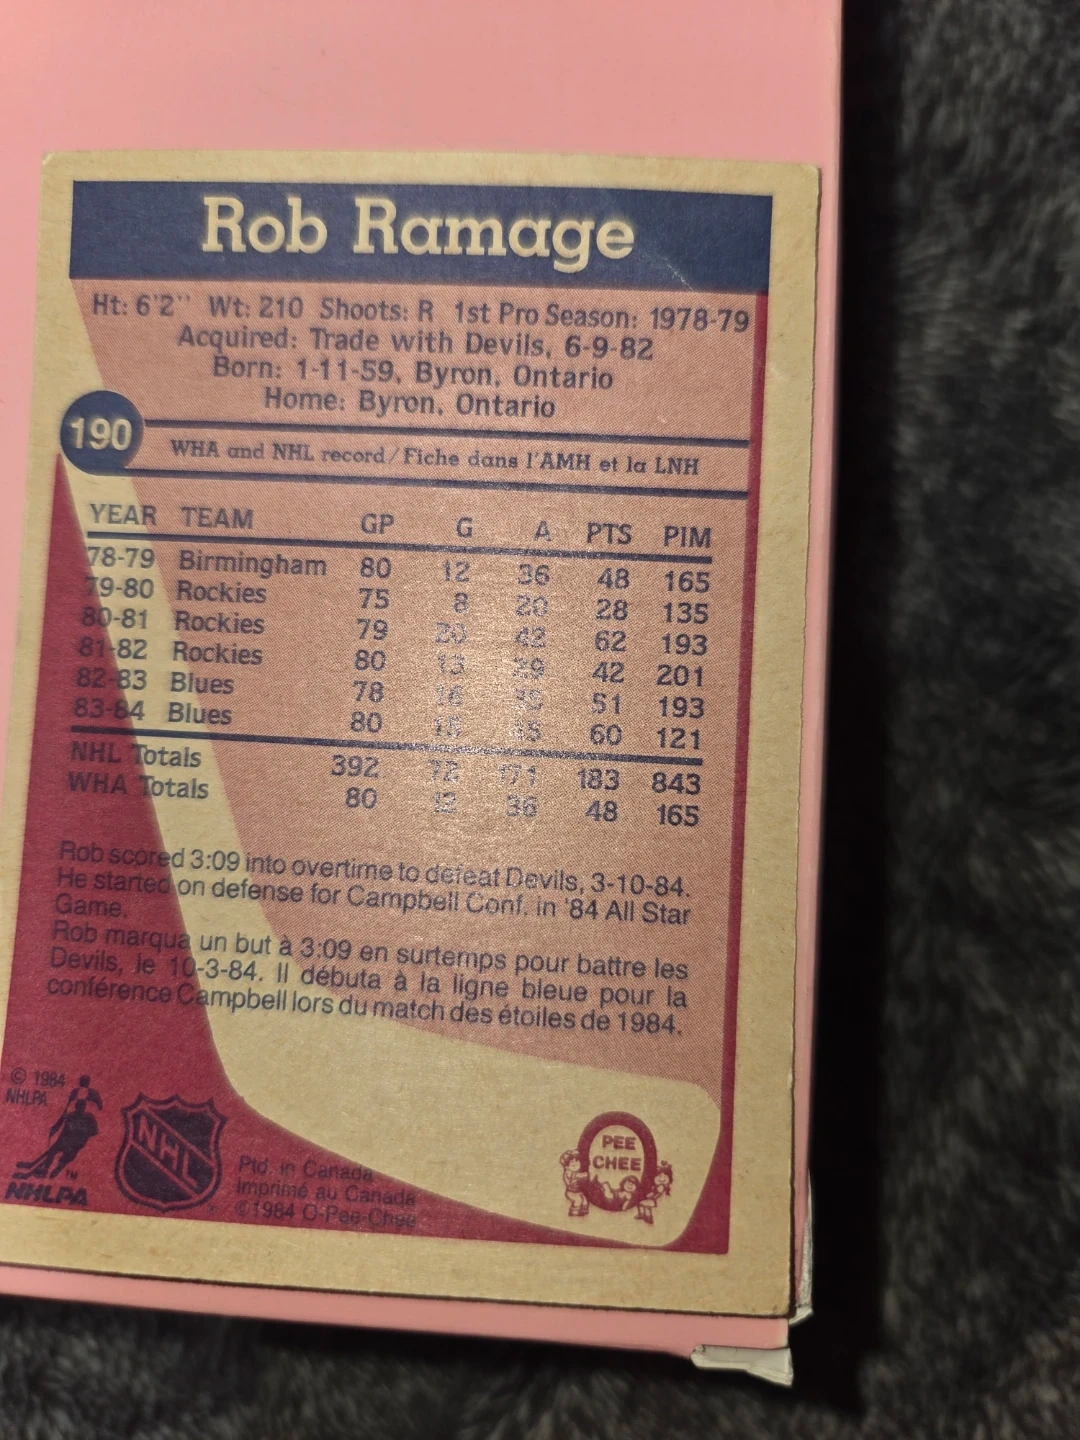 Rob Ramage
Ht: 6'2" Wt: 210 Shoots: R 1st Pro Season: 1978-79
Acquired: Trade with Devils, 6-9-82
Born: 1-11-59, Byron, Ontario
Home: Byron, Ontario
190
WHA and NHL record/Fiche dans l'AMH et la LNH
YEAR TEAM GP G A PTS PIM
78-79 Birmingham 80 12 36 48 165
79-80 Rockies 75 8 20 28 135
80-81 Rockies 79 20 42 62 193
81-82 Rockies 80 13 29 42 201
82-83 Blues 78 16 35 51 193
83-84 Blues 80 15 45 60 121
NHL Totals 392 72 171 183 843
WHA Totals 80 12 36 48 165
Rob scored 3:09 into overtime to defeat Devils, 3-10-84.
He started on defense for Campbell Conf. in '84 All Star
Game.
Rob marqua un but à 3:09 en surtemps pour battre les
Devils, le 10-3-84. Il débuta à la ligne bleue pour la
conférence Campbell lors du match des étoiles de 1984.
© 1984
NHLPA
TM
NHLPA
NHL
Ptd. in Canada
Imprimé au Canada
©1984 O-Pee-Chee
O
PEE
CHEE